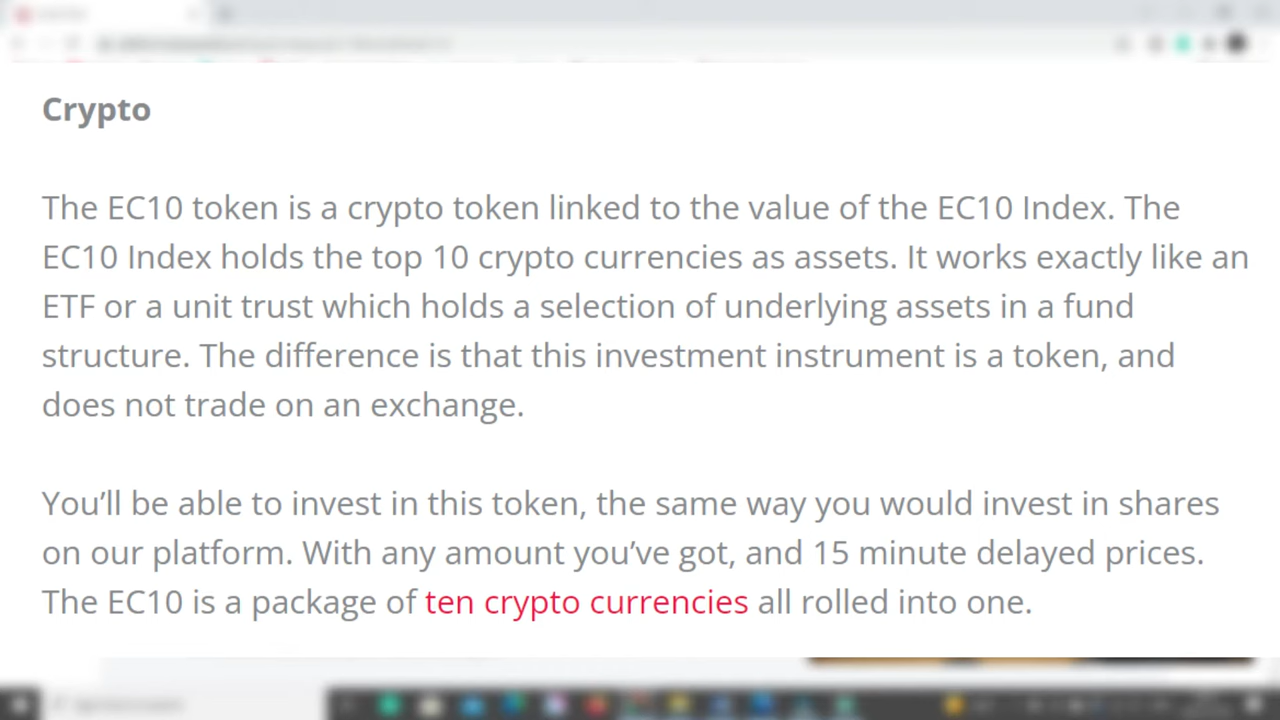 Crypto
The EC10 token is a crypto token linked to the value of the EC10 Index. The
EC10 Index holds the top 10 crypto currencies as assets. It works exactly like an
ETF or a unit trust which holds a selection of underlying assets in a fund
structure. The difference is that this investment instrument is a token, and
does not trade on an exchange.
You’ll be able to invest in this token, the same way you would invest in shares
on our platform. With any amount you’ve got, and 15 minute delayed prices.
The EC10 is a package of ten crypto currencies all rolled into one.